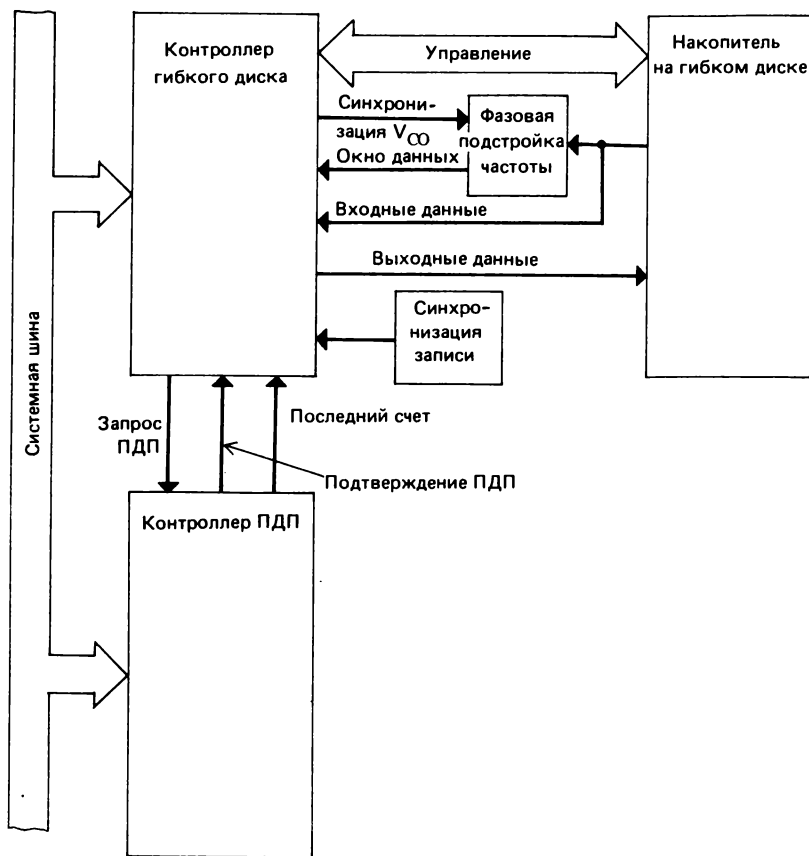 Контроллер
гибкого диска
Управление
Накопитель
на гибком диске
Синхрони-
зация V_CO
Окно данных
Фазовая
подстройка
частоты
Входные данные
Выходные данные
Синхро-
низация
записи
Системная шина
Запрос
ПДП
Последний счет
Подтверждение ПДП
Контроллер ПДП